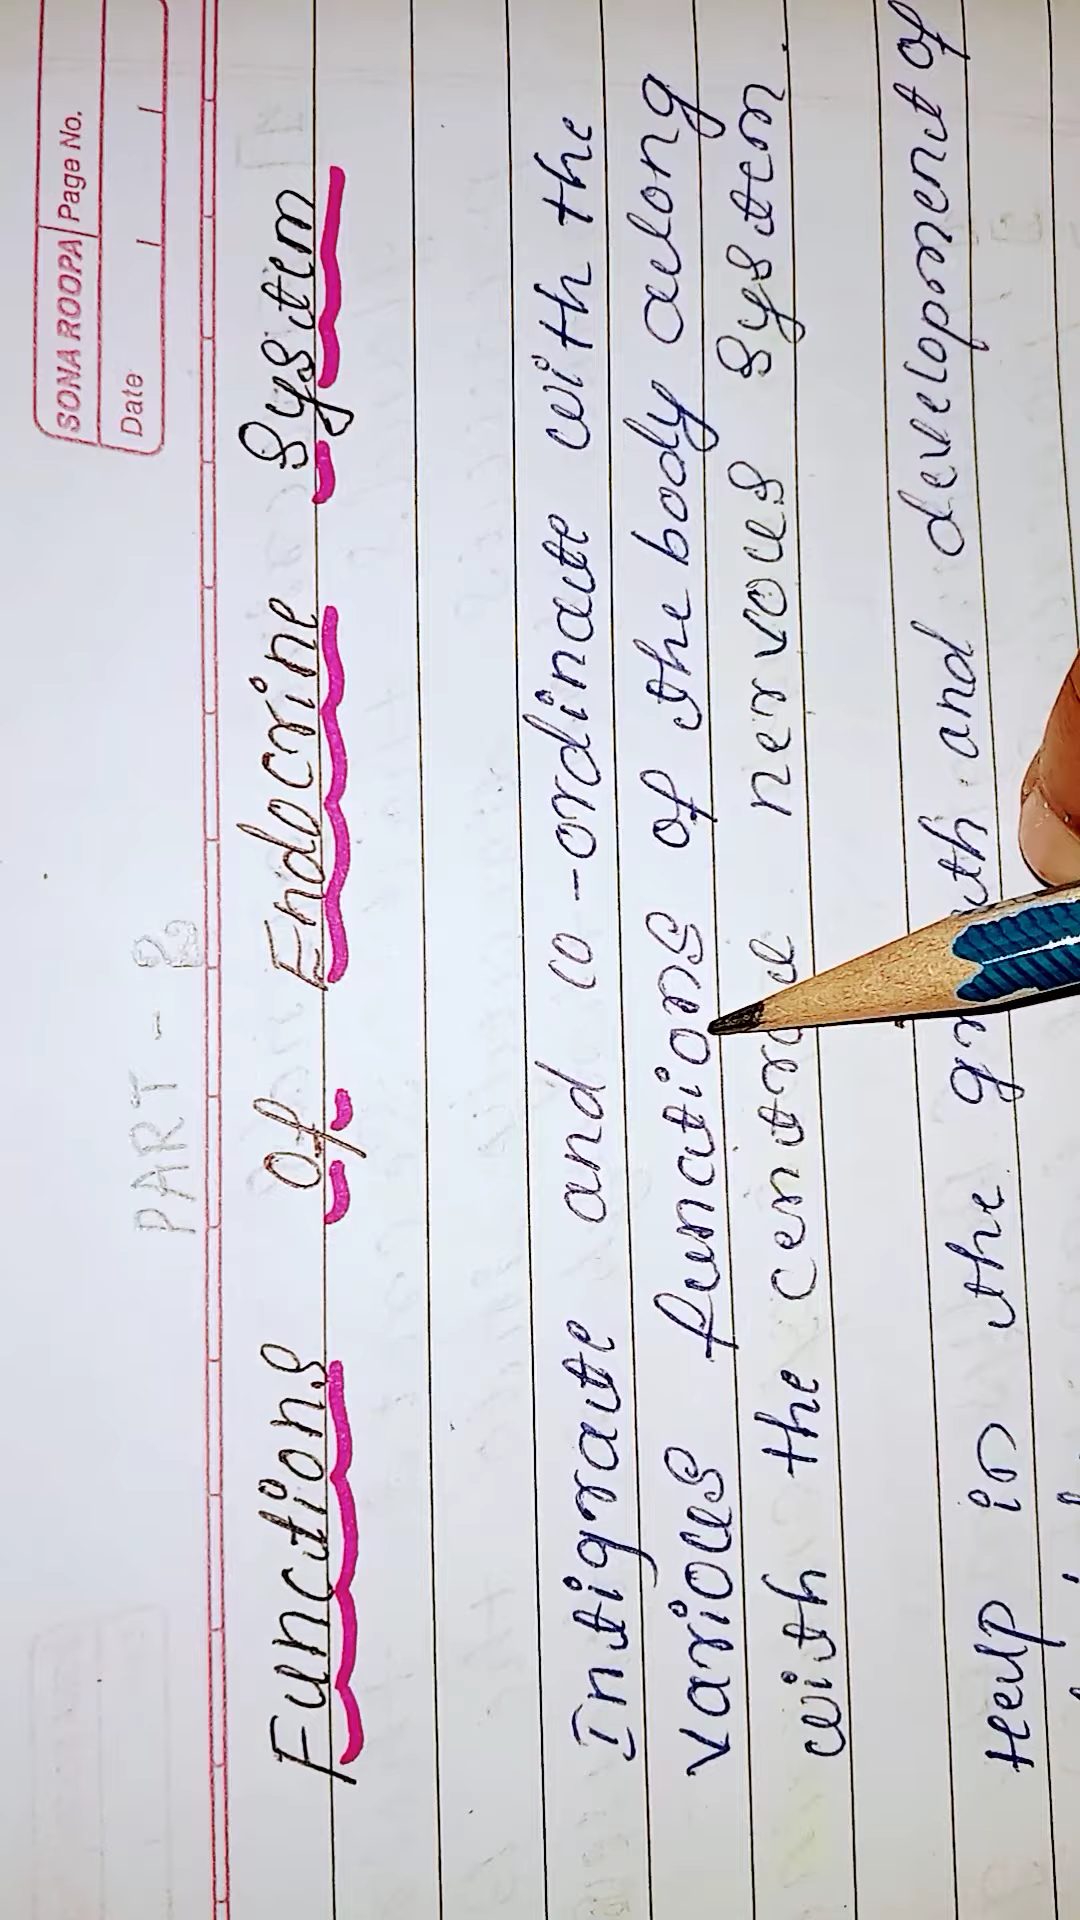 SONA ROOPA Page No.
Date
PART - 2
Functions of Endocrine System
Intigrate and co-ordinate with the
various functions of the body along
with the central nervous system.
Help in the growth and development of